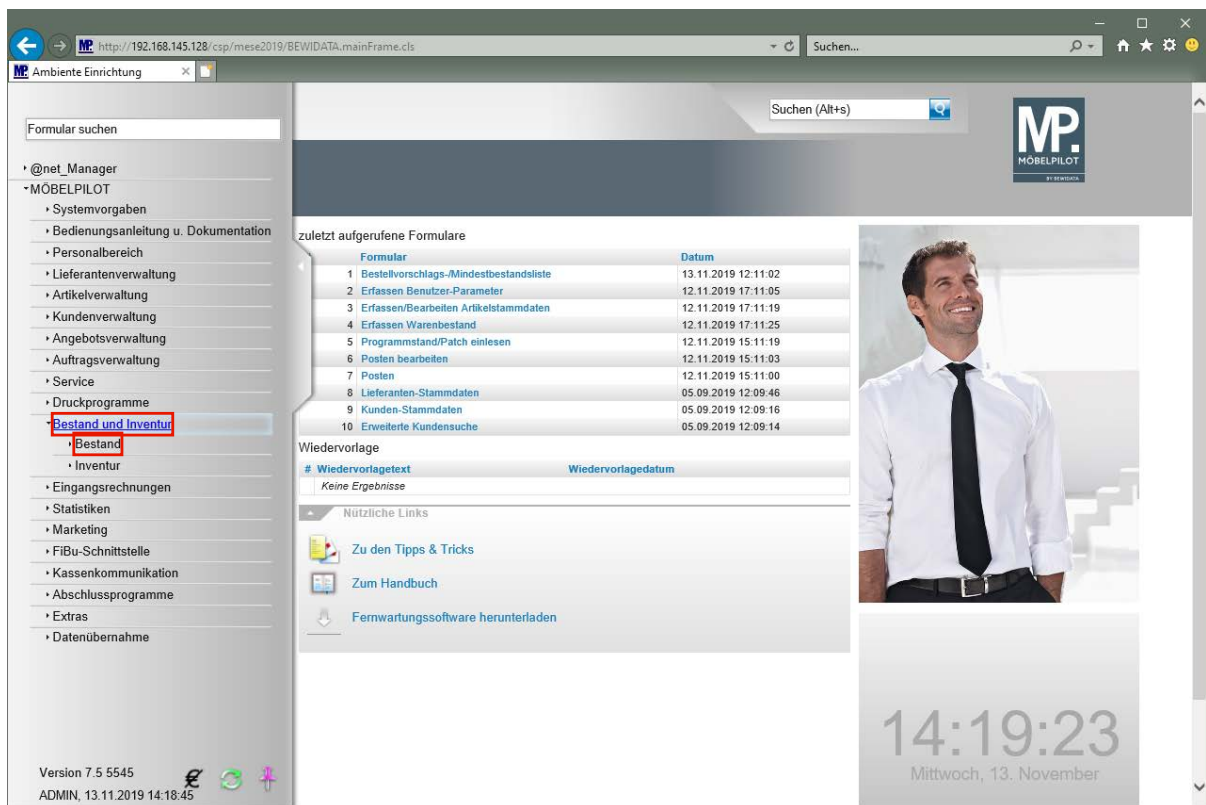 http://192.168.145.128/csp/mese2019/BEWIDATA.mainFrame.cls
Suchen...
MP. Ambiente Einrichtung
Formular suchen
@net_Manager
MÖBELPILOT
Systemvorgaben
Bedienungsanleitung u. Dokumentation
Personalbereich
Lieferantenverwaltung
Artikelverwaltung
Kundenverwaltung
Angebotsverwaltung
Auftragsverwaltung
Service
Druckprogramme
Bestand und Inventur
Bestand
Inventur
Eingangsrechnungen
Statistiken
Marketing
FiBu-Schnittstelle
Kassenkommunikation
Abschlussprogramme
Extras
Datenübernahme
Version 7.5 5545
ADMIN, 13.11.2019 14:18:45
Suchen (Alt+s)
MP.
MÖBELPILOT
BY BEWIDATA
zuletzt aufgerufene Formulare
Formular Datum
1 Bestellvorschlags-/Mindestbestandsliste 13.11.2019 12:11:02
2 Erfassen Benutzer-Parameter 12.11.2019 17:11:05
3 Erfassen/Bearbeiten Artikelstammdaten 12.11.2019 17:11:19
4 Erfassen Warenbestand 12.11.2019 17:11:25
5 Programmstand/Patch einlesen 12.11.2019 15:11:19
6 Posten bearbeiten 12.11.2019 15:11:03
7 Posten 12.11.2019 15:11:00
8 Lieferanten-Stammdaten 05.09.2019 12:09:46
9 Kunden-Stammdaten 05.09.2019 12:09:16
10 Erweiterte Kundensuche 05.09.2019 12:09:14
Wiedervorlage
# Wiedervorlagetext Wiedervorlagedatum
Keine Ergebnisse
Nützliche Links
Zu den Tipps & Tricks
Zum Handbuch
Fernwartungssoftware herunterladen
14:19:23
Mittwoch, 13. November